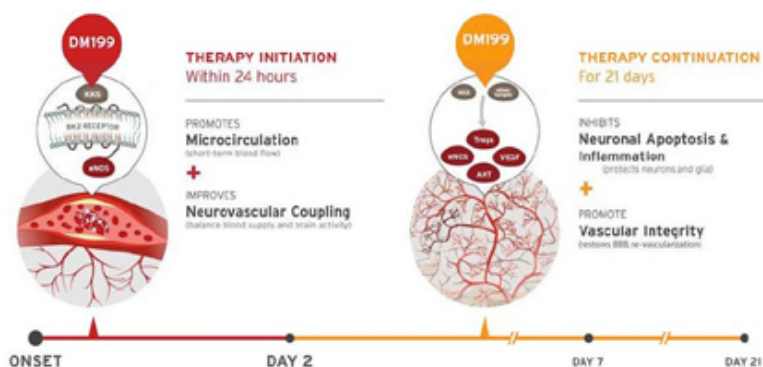 DM199
KKS
BK2 RECEPTOR
eNOS
THERAPY INITIATION
Within 24 hours
PROMOTES
Microcirculation
(short-term blood flow)
+
IMPROVES
Neurovascular Coupling
(balance blood supply and brain activity)
DM199
KKS
Tregs
eNOS
VEGF
AKT
THERAPY CONTINUATION
For 21 days
INHIBITS
Neuronal Apoptosis &
Inflammation
(protects neurons and glia)
+
PROMOTE
Vascular Integrity
(restores BBB, re-vascularization)
ONSET
DAY 2
DAY 7
DAY 21